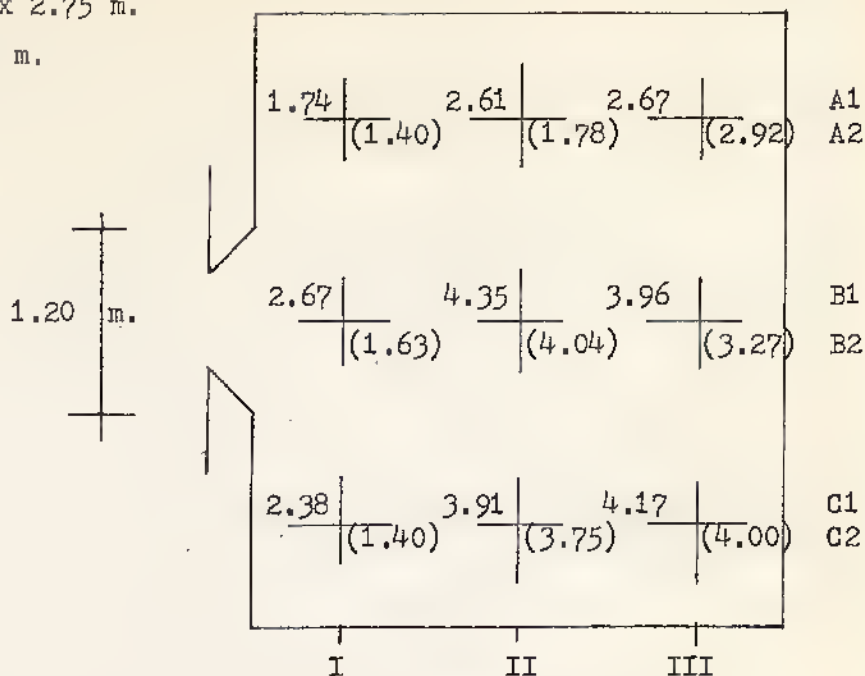 x 2.75 m.
m.
1.74 2.61 2.67 A1
(1.40) (1.78) (2.92) A2
2.67 4.35 3.96 B1
1.20 m.
(1.63) (4.04) (3.27) B2
2.38 3.91 4.17 C1
(1.40) (3.75) (4.00) C2
I II III